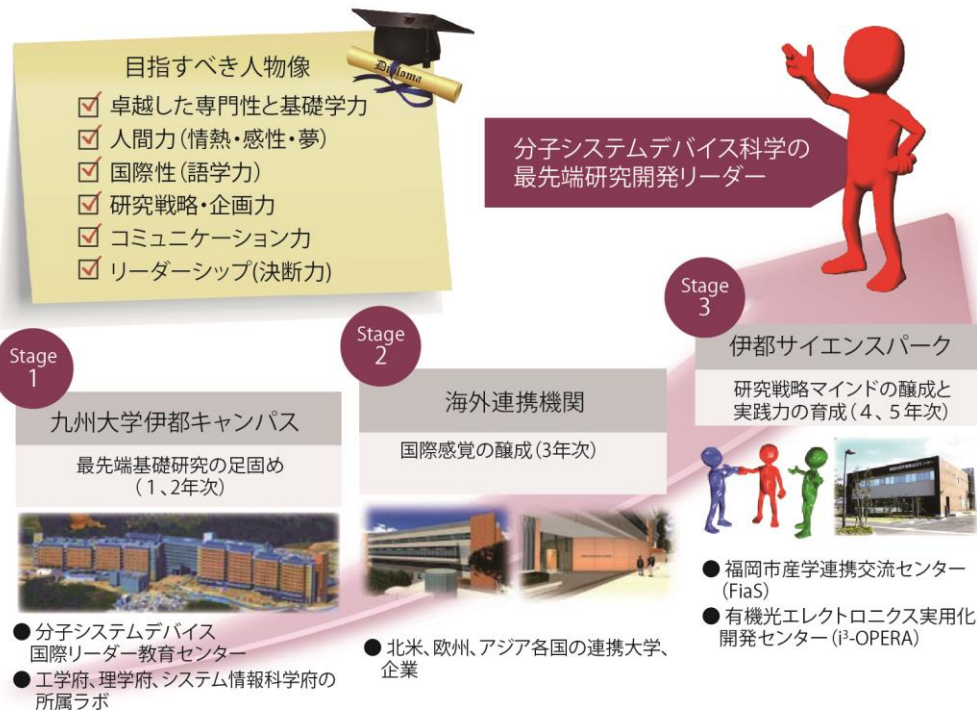 目指すべき人物像
Diploma
卓越した専門性と基礎学力
人間力(情熱・感性・夢)
国際性(語学力)
研究戦略・企画力
コミュニケーション力
リーダーシップ(決断力)
分子システムデバイス科学の
最先端研究開発リーダー
Stage
1
九州大学伊都キャンパス
最先端基礎研究の足固め
(1、2年次)
● 分子システムデバイス
国際リーダー教育センター
● 工学府、理学府、システム情報科学府の
所属ラボ
Stage
2
海外連携機関
国際感覚の醸成(3年次)
● 北米、欧州、アジア各国の連携大学、
企業
Stage
3
伊都サイエンスパーク
研究戦略マインドの醸成と
実践力の育成(4、5年次)
● 福岡市産学連携交流センター
(FiaS)
● 有機光エレクトロニクス実用化
開発センター(i³-OPERA)